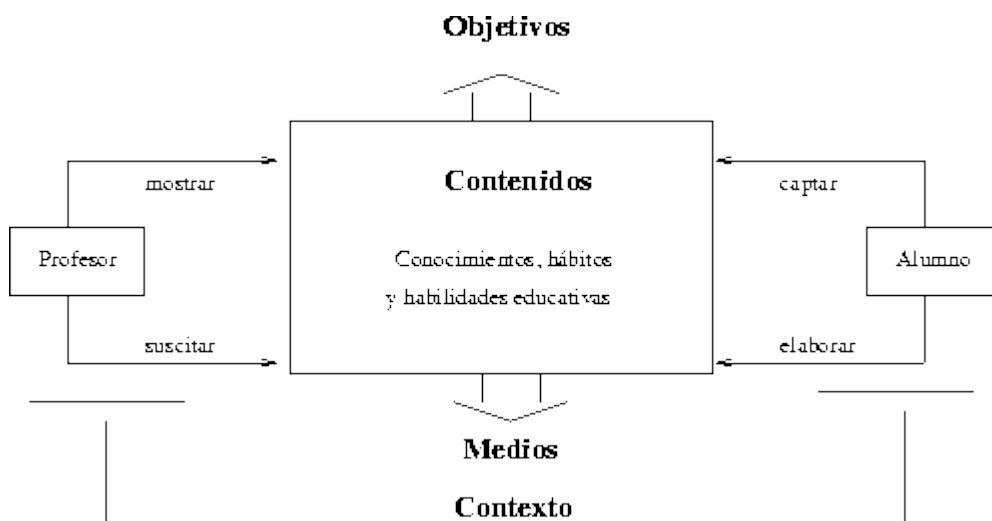 Objetivos
mostrar
Contenidos
captar
Profesor
Conocimientos, hábitos
y habilidades educativas
Alumno
suscitar
elaborar
Medios
Contexto